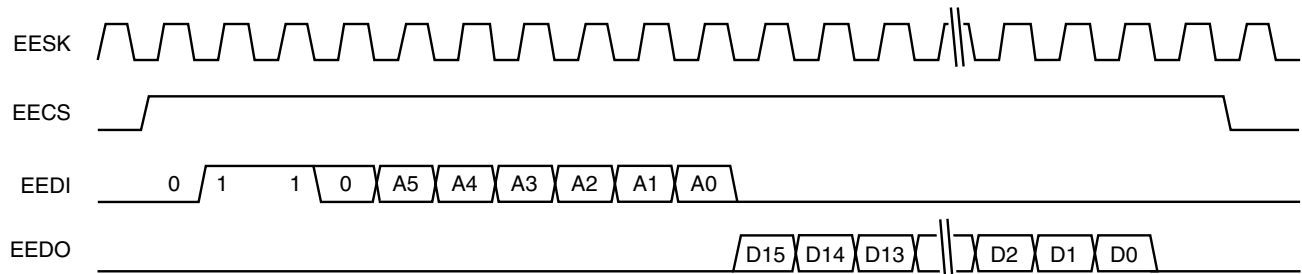 EESK
EECS
EEDI 0 1 1 0 A5 A4 A3 A2 A1 A0
EEDO D15 D14 D13 D2 D1 D0